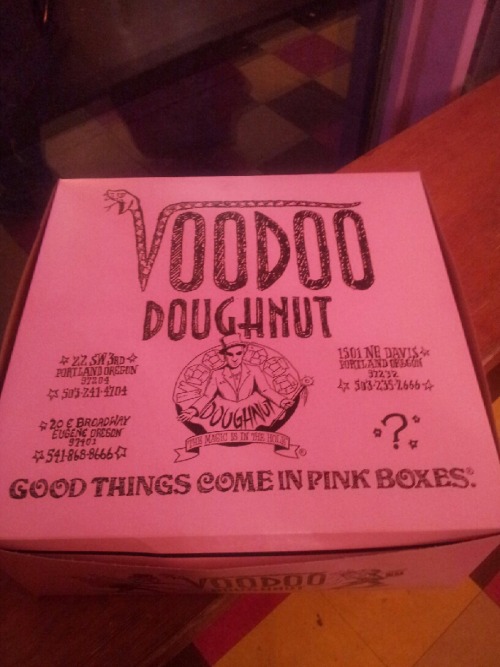 VOODOO
DOUGHNUT
22 SW 3RD
PORTLAND OREGON
97204
503-241-4704
1501 NE DAVIS
PORTLAND OREGON
97232
503-235-2666
20 E BROADWAY
EUGENE OREGON
97401
541-868-8666
DOUGHNUT
THE MAGIC IS IN THE HOLE
®
?
GOOD THINGS COME IN PINK BOXES.®
VOODOO
DOUGHNUT